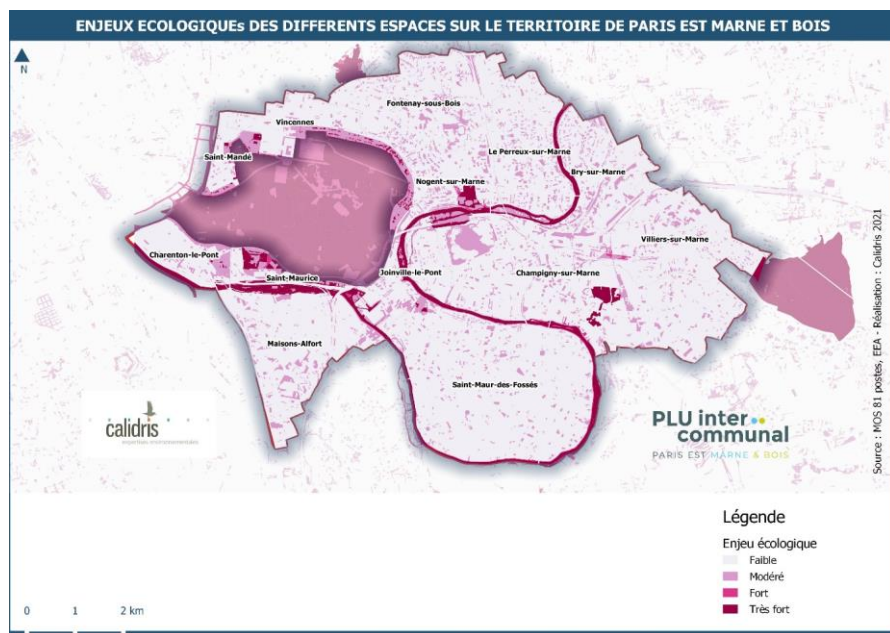 ENJEUX ECOLOGIQUEs DES DIFFERENTS ESPACES SUR LE TERRITOIRE DE PARIS EST MARNE ET BOIS
N
Fontenay-sous-Bois
Vincennes
Saint-Mandé
Le Perreux-sur-Marne
Nogent-sur-Marne
Bry-sur-Marne
Villiers-sur-Marne
Charenton-le-Pont
Saint-Maurice
Joinville-le-Pont
Champigny-sur-Marne
Maisons-Alfort
Saint-Maur-des-Fossés
calidris
expertises environnementales
PLU inter
communal
PARIS EST MARNE & BOIS
Source : MOS 81 postes, EEA - Réalisation : Calidris 2021
Légende
Enjeu écologique
Faible
Modéré
Fort
Très fort
0 1 2 km